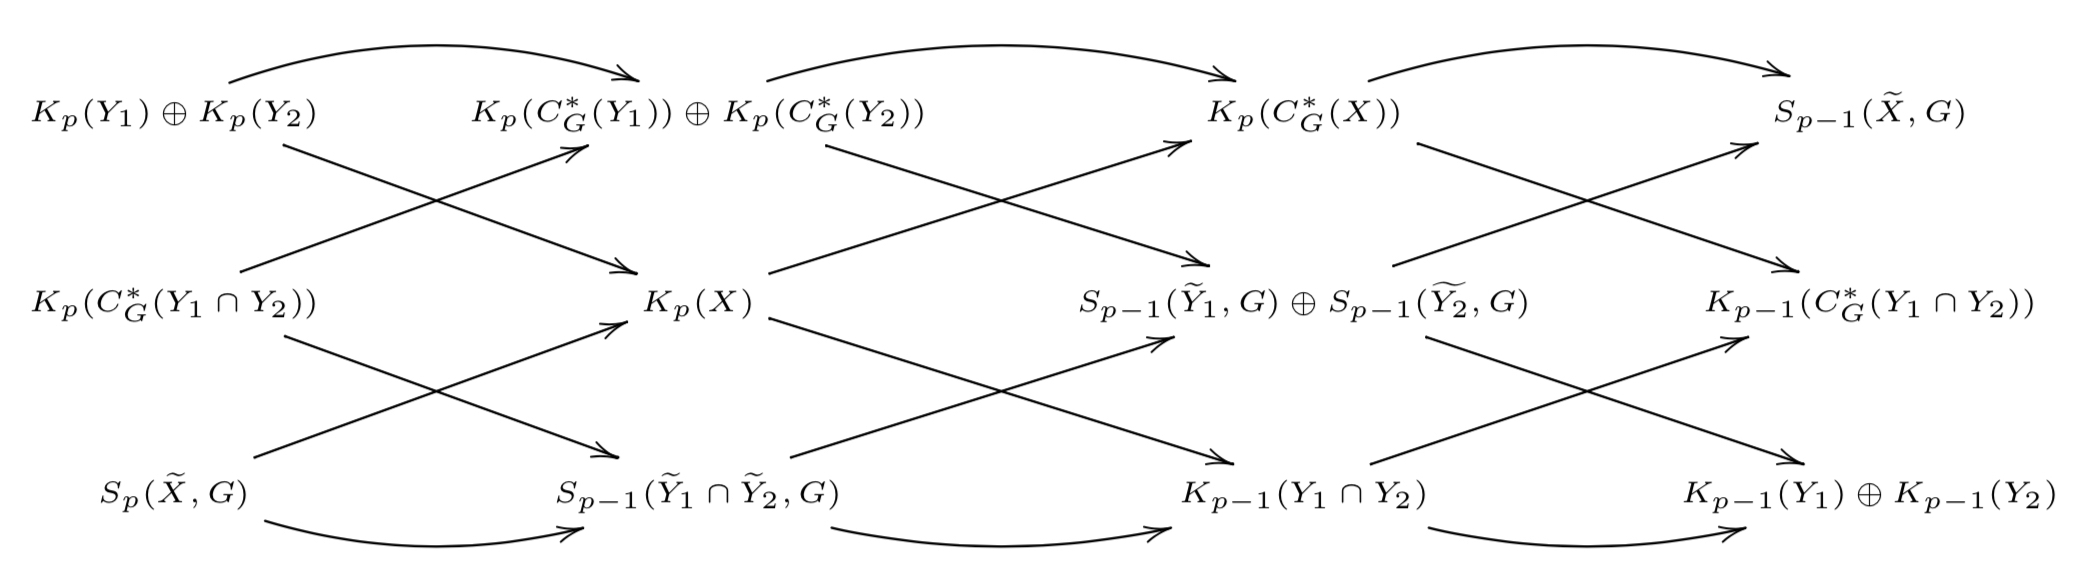 $K_p(Y_1) \oplus K_p(Y_2)$ $K_p(C^*_G(Y_1)) \oplus K_p(C^*_G(Y_2))$ $K_p(C^*_G(X))$ $S_{p-1}(\widetilde{X}, G)$
$K_p(C^*_G(Y_1 \cap Y_2))$ $K_p(X)$ $S_{p-1}(\widetilde{Y}_1, G) \oplus S_{p-1}(\widetilde{Y_2}, G)$ $K_{p-1}(C^*_G(Y_1 \cap Y_2))$
$S_p(\widetilde{X}, G)$ $S_{p-1}(\widetilde{Y}_1 \cap \widetilde{Y}_2, G)$ $K_{p-1}(Y_1 \cap Y_2)$ $K_{p-1}(Y_1) \oplus K_{p-1}(Y_2)$